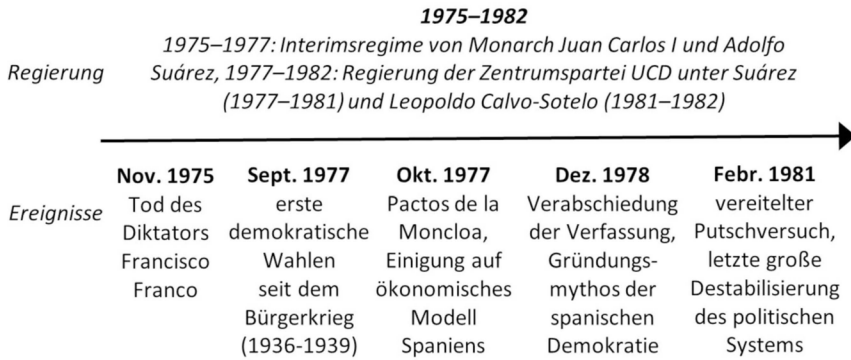 1975–1982
1975–1977: Interimsregime von Monarch Juan Carlos I und Adolfo
Regierung
Suárez, 1977–1982: Regierung der Zentrumspartei UCD unter Suárez
(1977–1981) und Leopoldo Calvo-Sotelo (1981–1982)
Ereignisse
Nov. 1975
Tod des
Diktators
Francisco
Franco
Sept. 1977
erste
demokratische
Wahlen
seit dem
Bürgerkrieg
(1936-1939)
Okt. 1977
Pactos de la
Moncloa,
Einigung auf
ökonomisches
Modell
Spaniens
Dez. 1978
Verabschiedung
der Verfassung,
Gründungs-
mythos der
spanischen
Demokratie
Febr. 1981
vereitelter
Putschversuch,
letzte große
Destabilisierung
des politischen
Systems